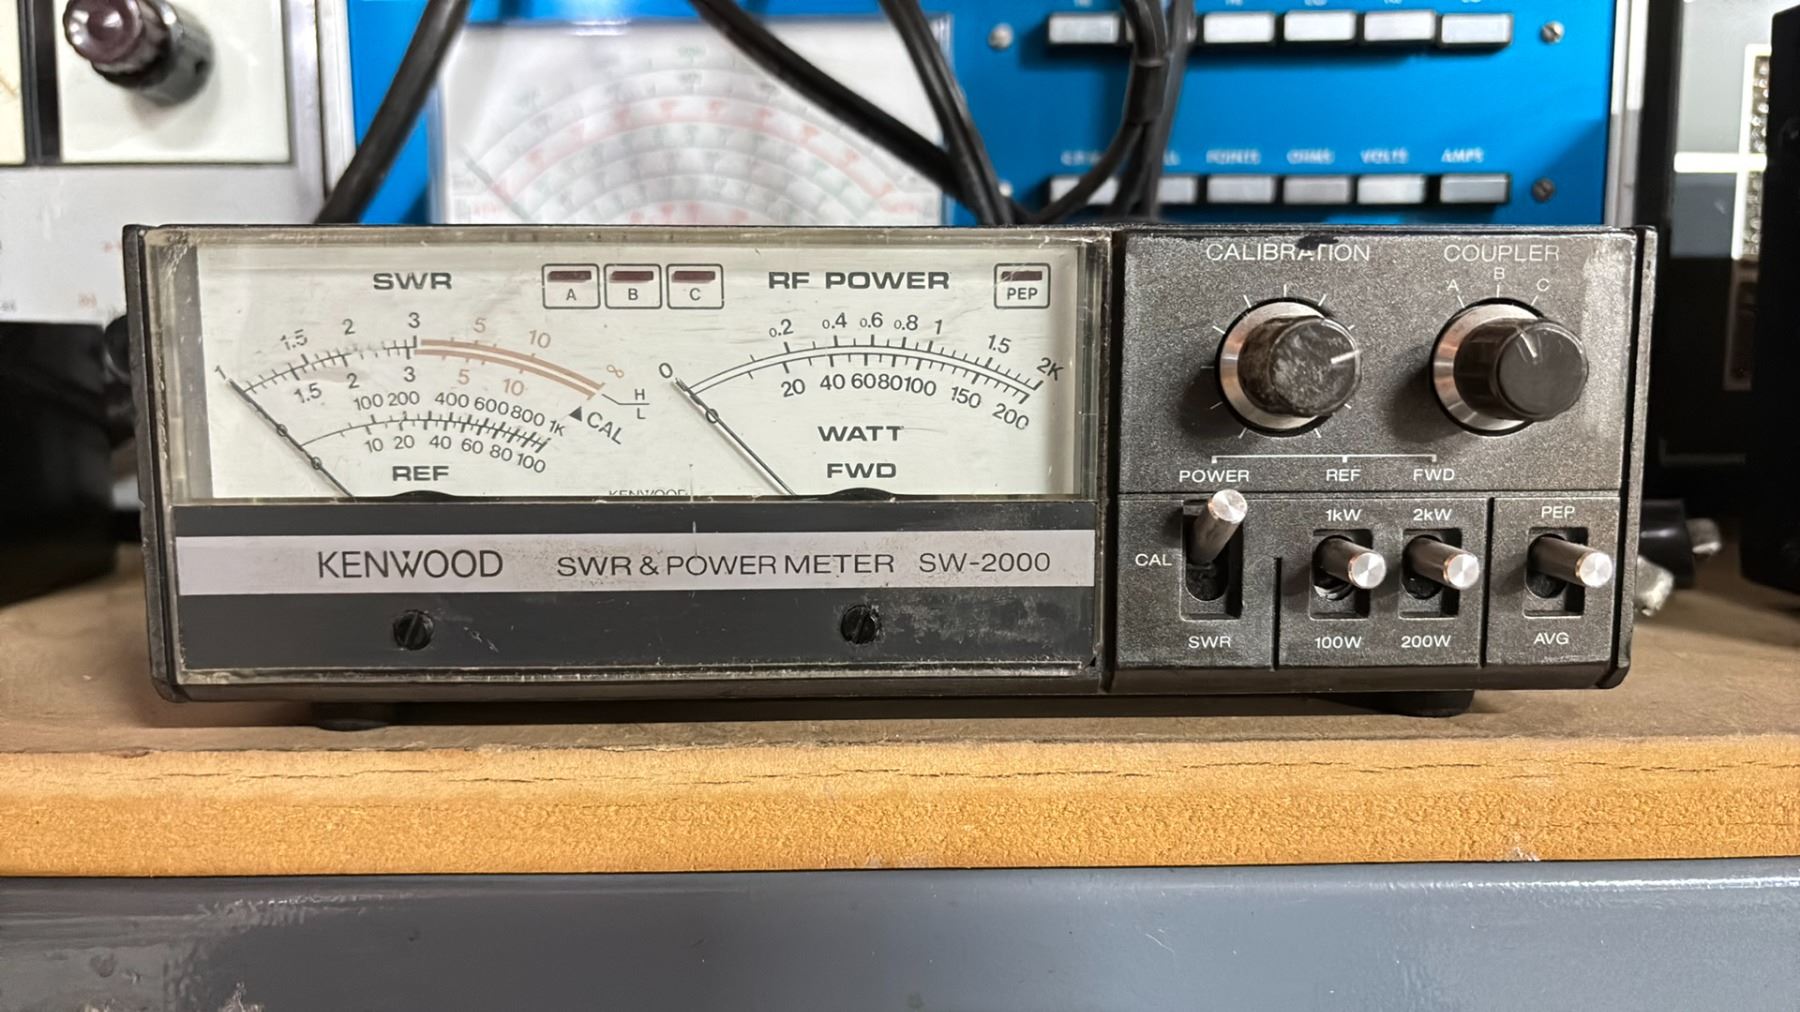 POINTS OHMS VOLTS AMPS
SWR
A B C
RF POWER
PEP
1 1.5 2 3 5 10 ∞
1.5 2 3 5 10
H
L
100 200 400 600 800 1K
▲CAL
10 20 40 60 80 100
REF
KENWOOD
0 0.2 0.4 0.6 0.8 1 1.5 2K
20 40 60 80 100 150 200
WATT
FWD
KENWOOD SWR & POWER METER SW-2000
CALIBRATION
COUPLER
A B C
POWER REF FWD
1kW 2kW PEP
CAL
SWR 100W 200W AVG